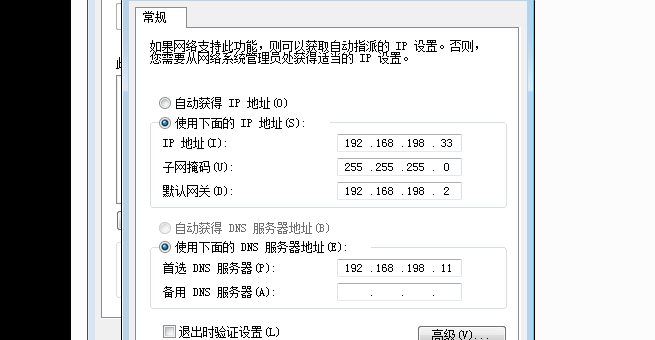 常规
如果网络支持此功能，则可以获取自动指派的 IP 设置。否则，
您需要从网络系统管理员处获得适当的 IP 设置。
自动获得 IP 地址(O)
使用下面的 IP 地址(S):
IP 地址(I): 192 .168 .198 . 33
子网掩码(U): 255 .255 .255 . 0
默认网关(D): 192 .168 .198 . 2
自动获得 DNS 服务器地址(B)
使用下面的 DNS 服务器地址(E):
首选 DNS 服务器(P): 192 .168 .198 . 11
备用 DNS 服务器(A): . . .
退出时验证设置(L)
高级(V)...